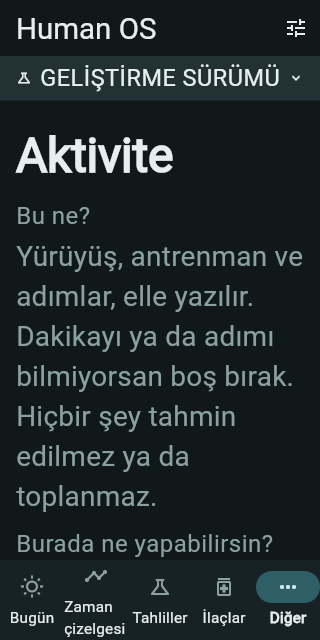 Human OS
GELİŞTİRME SÜRÜMÜ
Aktivite
Bu ne?
Yürüyüş, antrenman ve
adımlar, elle yazılır.
Dakikayı ya da adımı
bilmiyorsan boş bırak.
Hiçbir şey tahmin
edilmez ya da
toplanmaz.
Burada ne yapabilirsin?
Bugün
Zaman
çizelgesi
Tahliller
İlaçlar
Diğer